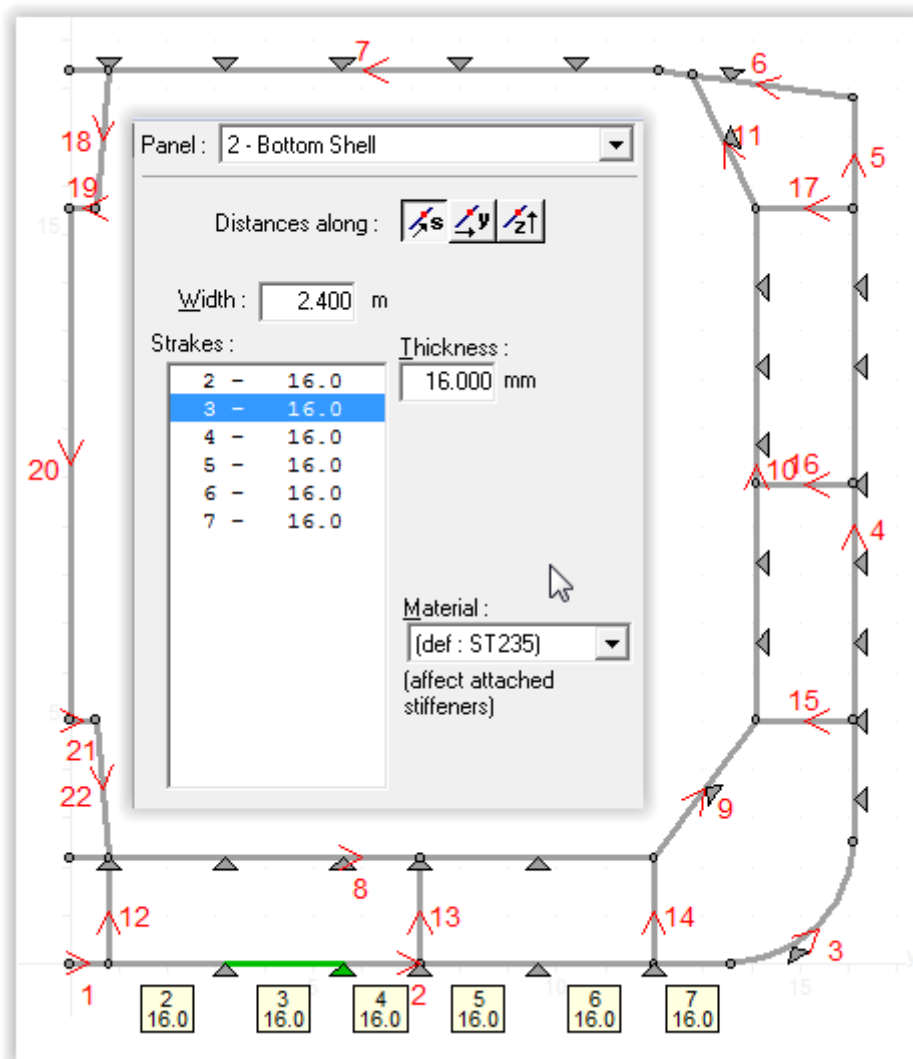 7
6
Panel : 2 - Bottom Shell
18
11
5
19
17
15
Distances along :
s y z
Width : 2.400 m
Strakes :
Thickness :
2 - 16.0
16.000 mm
3 - 16.0
4 - 16.0
5 - 16.0
6 - 16.0
7 - 16.0
20
10 16
4
Material :
(def : ST235)
(affect attached
stiffeners)
15
21
22
9
8
12
13
14
3
1
2
10
15
2
16.0
3
16.0
4
16.0
5
16.0
6
16.0
7
16.0